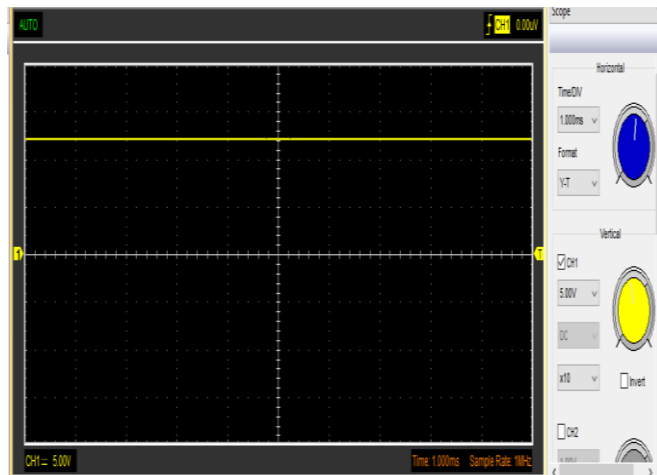 AUTO
CH1 0.00uV
Scope
Horizontal
Time/DIV
1.000ms
Format
Y-T
Vertical
CH1
5.00V
DC
x10
Invert
CH2
1
T
CH1 5.00V
Time: 1.000ms Sample Rate: 1MHz